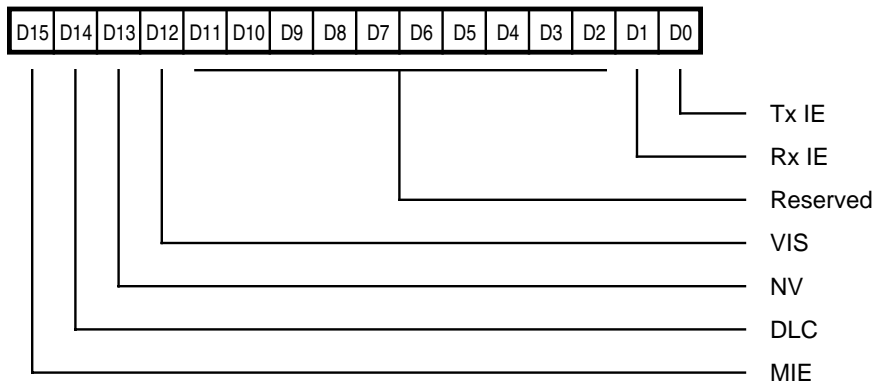 D15 D14 D13 D12 D11 D10 D9 D8 D7 D6 D5 D4 D3 D2 D1 D0
Tx IE
Rx IE
Reserved
VIS
NV
DLC
MIE